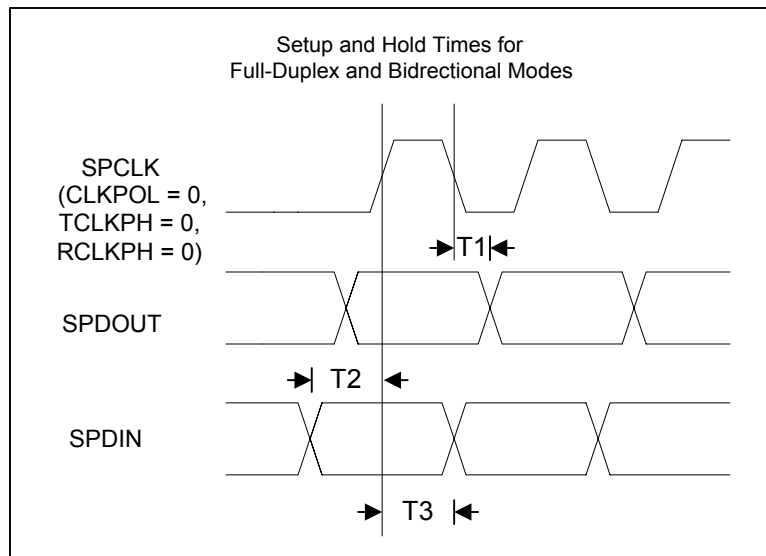 Setup and Hold Times for
Full-Duplex and Bidrectional Modes
SPCLK
(CLKPOL = 0,
TCLKPH = 0,
RCLKPH = 0)
T1
SPDOUT
T2
SPDIN
T3